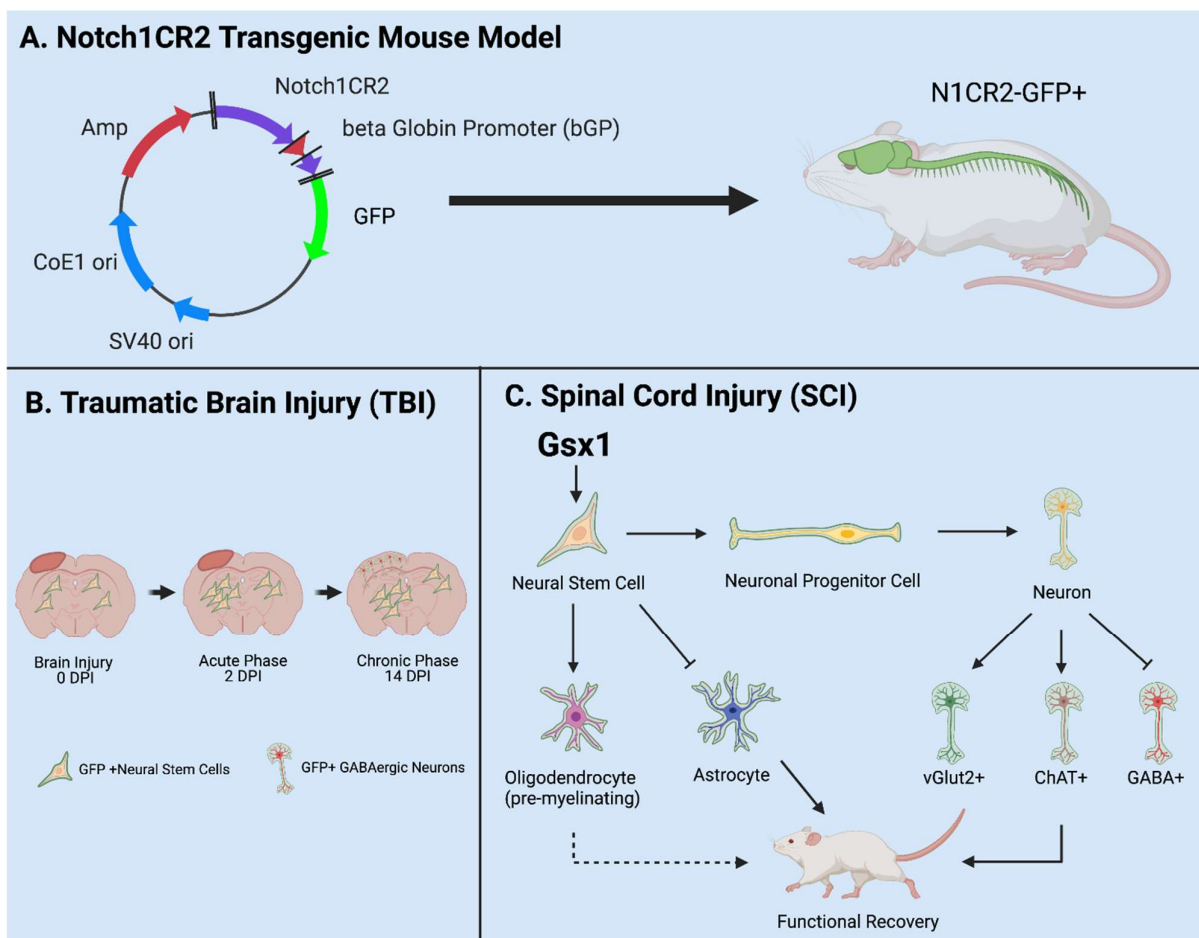 A. Notch1CR2 Transgenic Mouse Model
Notch1CR2
Amp
beta Globin Promoter (bGP)
GFP
CoE1 ori
SV40 ori
N1CR2-GFP+
B. Traumatic Brain Injury (TBI)
Brain Injury
0 DPI
Acute Phase
2 DPI
Chronic Phase
14 DPI
GFP +Neural Stem Cells
GFP+ GABAergic Neurons
C. Spinal Cord Injury (SCI)
Gsx1
Neural Stem Cell
Neuronal Progenitor Cell
Neuron
Oligodendrocyte
(pre-myelinating)
Astrocyte
vGlut2+
ChAT+
GABA+
Functional Recovery